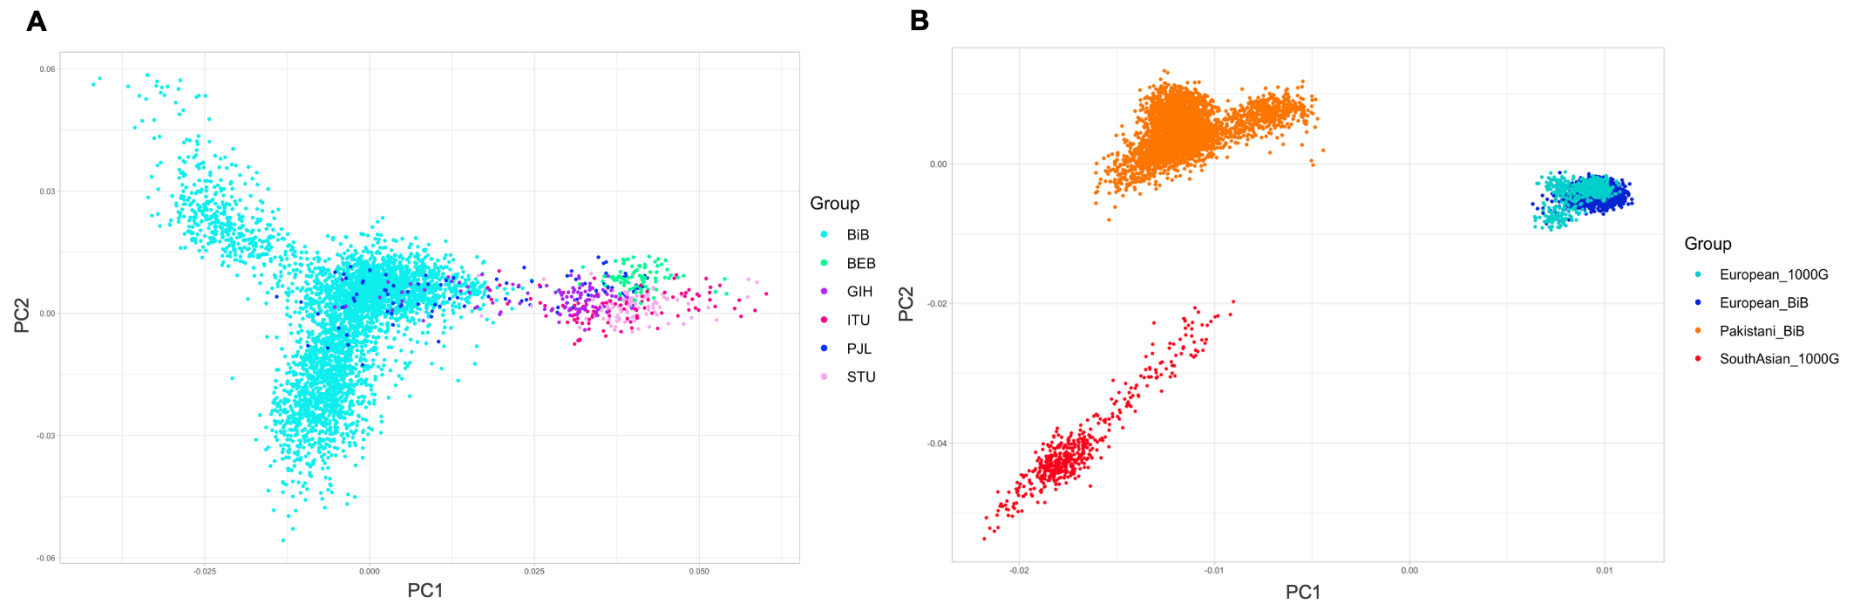 A
0.06
0.03
0.00
-0.03
-0.06
PC2
-0.025
0.000
0.025
0.050
PC1
Group
BiB
BEB
GIH
ITU
PJL
STU
B
0.00
-0.02
-0.04
PC2
-0.02
-0.01
0.00
0.01
PC1
Group
European_1000G
European_BiB
Pakistani_BiB
SouthAsian_1000G